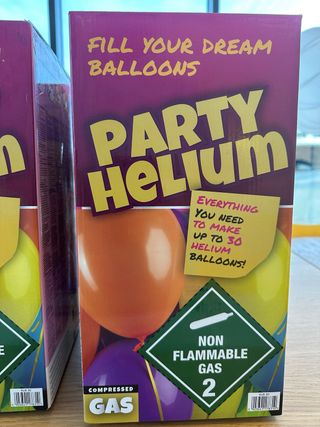 FILL YOUR DREAM
BALLOONS
PARTY
HELIUM
EVERYTHING
YOU NEED
TO MAKE
UP TO 30
HELIUM
BALLOONS!
NON
FLAMMABLE
GAS
2
COMPRESSED
GAS